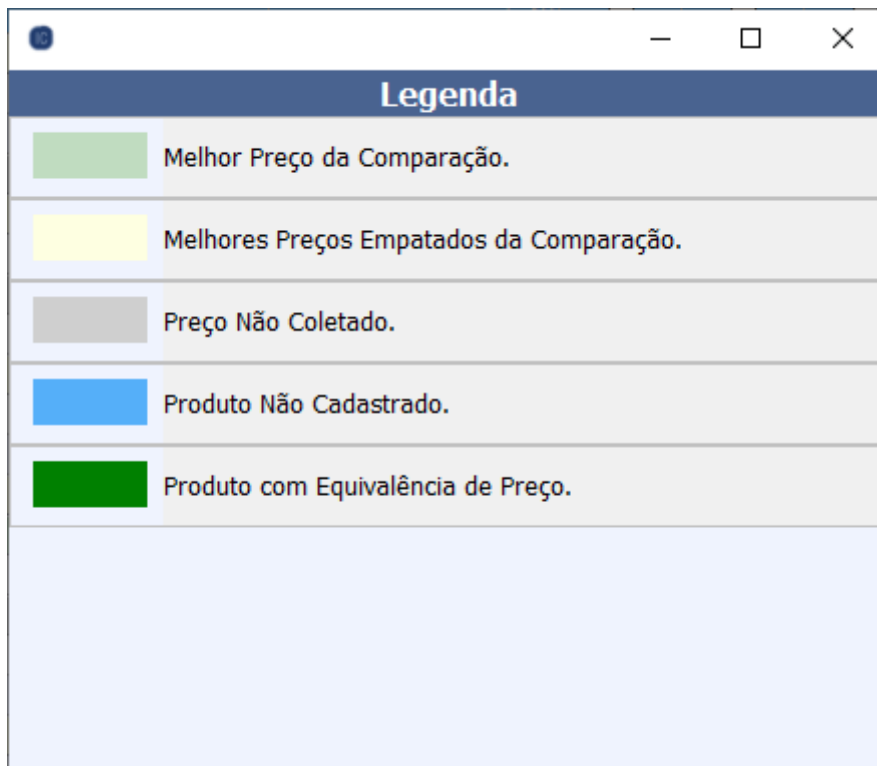 Legenda
Melhor Preço da Comparação.
Melhores Preços Empatados da Comparação.
Preço Não Coletado.
Produto Não Cadastrado.
Produto com Equivalência de Preço.